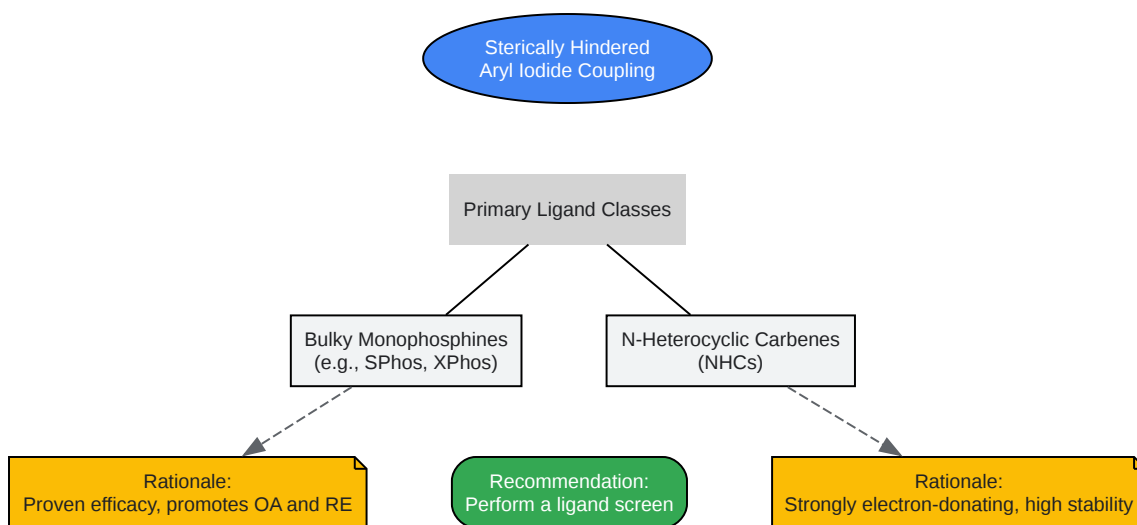 Sterically Hindered
Aryl Iodide Coupling
Primary Ligand Classes
Bulky Monophosphines
(e.g., SPhos, XPhos)
N-Heterocyclic Carbenes
(NHCs)
Rationale:
Proven efficacy, promotes OA and RE
Recommendation:
Perform a ligand screen
Rationale:
Strongly electron-donating, high stability